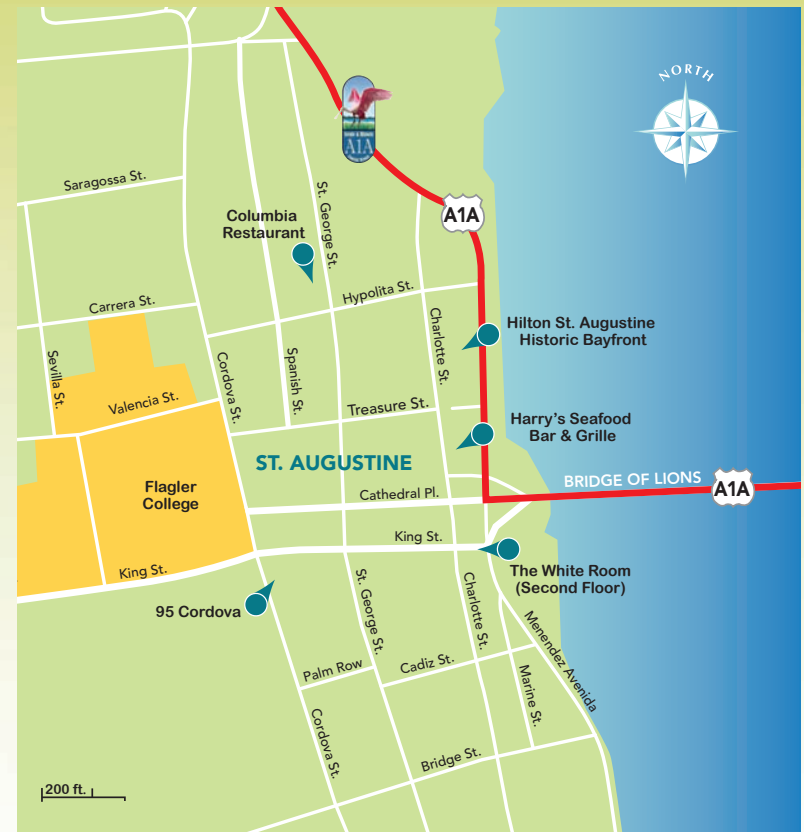 NORTH
A1A
Saragossa St.
St. George St.
Columbia
Restaurant
A1A
Hypolita St.
Carrera St.
Charlotte St.
Hilton St. Augustine
Historic Bayfront
Sevilla St.
Cordova St.
Spanish St.
Valencia St.
Treasure St.
Harry's Seafood
Bar & Grille
ST. AUGUSTINE
Flagler
College
Cathedral Pl.
BRIDGE OF LIONS
A1A
King St.
King St.
The White Room
(Second Floor)
95 Cordova
St. George St.
Charlotte St.
Menendez Avenida
Palm Row
Cadiz St.
Marine St.
Cordova St.
Bridge St.
200 ft.